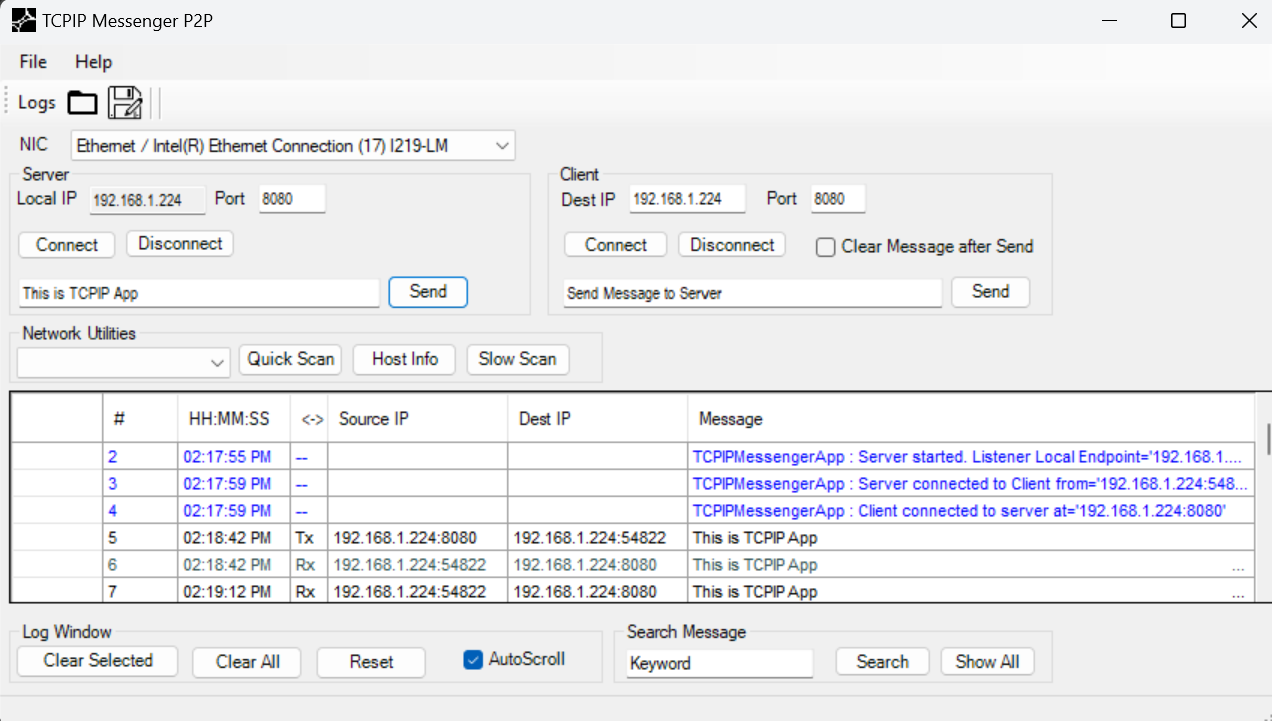 TCPIP Messenger P2P
File Help
Logs
NIC Ethernet / Intel(R) Ethernet Connection (17) I219-LM
Server
Local IP 192.168.1.224 Port 8080
Connect Disconnect
This is TCPIP App Send
Client
Dest IP 192.168.1.224 Port 8080
Connect Disconnect Clear Message after Send
Send Message to Server Send
Network Utilities
Quick Scan Host Info Slow Scan
# HH:MM:SS <-> Source IP Dest IP Message
2 02:17:55 PM -- TCPIPMessengerApp : Server started. Listener Local Endpoint='192.168.1....
3 02:17:59 PM -- TCPIPMessengerApp : Server connected to Client from='192.168.1.224:548...
4 02:17:59 PM -- TCPIPMessengerApp : Client connected to server at='192.168.1.224:8080'
5 02:18:42 PM Tx 192.168.1.224:8080 192.168.1.224:54822 This is TCPIP App
6 02:18:42 PM Rx 192.168.1.224:54822 192.168.1.224:8080 This is TCPIP App ...
7 02:19:12 PM Rx 192.168.1.224:54822 192.168.1.224:8080 This is TCPIP App ...
Log Window
Clear Selected Clear All Reset AutoScroll
Search Message
Keyword Search Show All